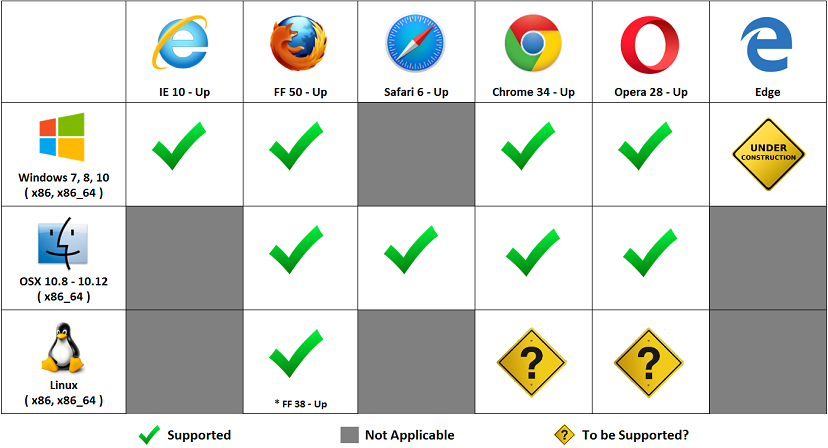 IE 10 - Up
FF 50 - Up
Safari 6 - Up
Chrome 34 - Up
Opera 28 - Up
Edge
Windows 7, 8, 10
( x86, x86_64 )
UNDER
CONSTRUCTION
OSX 10.8 - 10.12
( x86_64 )
Linux
( x86, x86_64 )
* FF 38 - Up
?
?
Supported
Not Applicable
?
To be Supported?